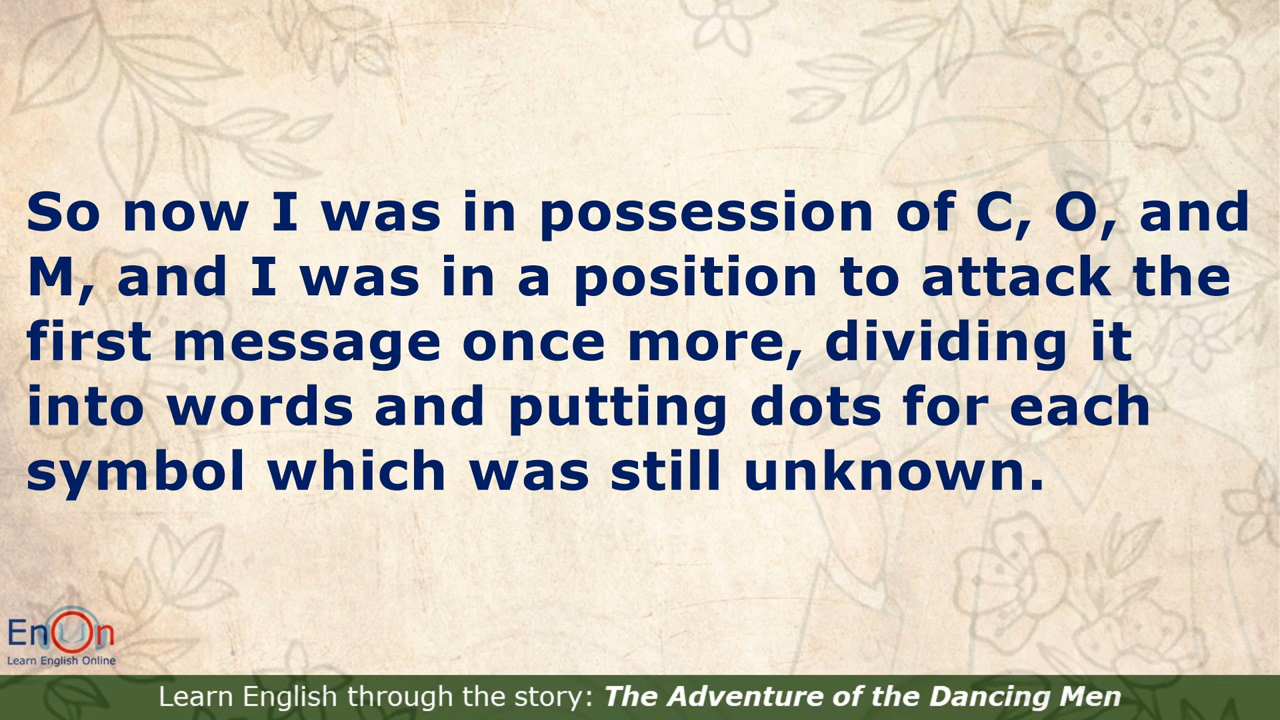 So now I was in possession of C, O, and
M, and I was in a position to attack the
first message once more, dividing it
into words and putting dots for each
symbol which was still unknown.
EnOn
Learn English Online
Learn English through the story: The Adventure of the Dancing Men